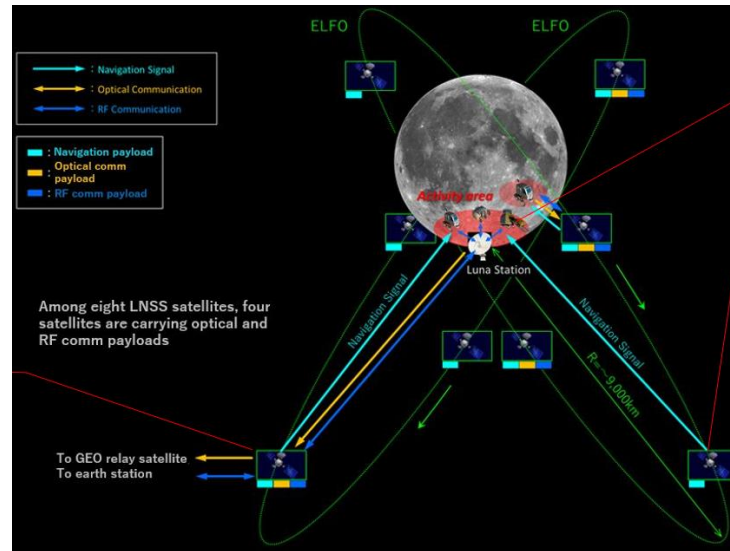 ELFO
ELFO
: Navigation Signal
: Optical Communication
: RF Communication
: Navigation payload
: Optical comm
payload
: RF comm payload
Activity area
Luna Station
Among eight LNSS satellites, four
satellites are carrying optical and
RF comm payloads
Navigation Signal
Navigation Signal
R=~9,000km
To GEO relay satellite
To earth station